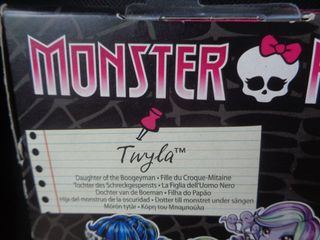 MONSTER
Twyla™
Daughter of the Boogeyman • Fille du Croque-Mitaine
Tochter des Schreckgespensts • La Figlia dell'Uomo Nero
Dochter van de Boeman • Filha do Papão
Hija del monstruo de la oscuridad • Dotter till monstret under sängen
Mörön tytär • Κόρη του Μπαμπούλα